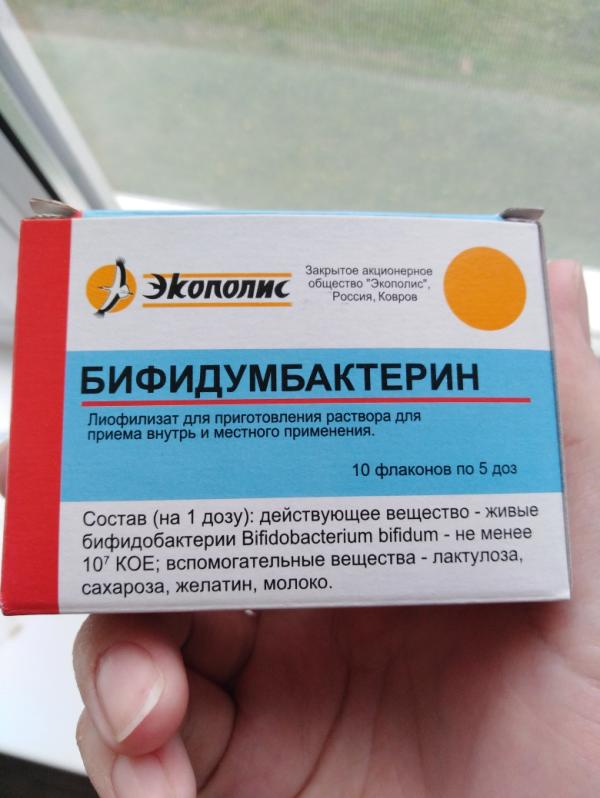 Экополис
Закрытое акционерное
общество "Экополис",
Россия, Ковров
БИФИДУМБАКТЕРИН
Лиофилизат для приготовления раствора для
приема внутрь и местного применения.
10 флаконов по 5 доз
Состав (на 1 дозу): действующее вещество - живые
бифидобактерии Bifidobacterium bifidum - не менее
10⁷ КОЕ; вспомогательные вещества - лактулоза,
сахароза, желатин, молоко.